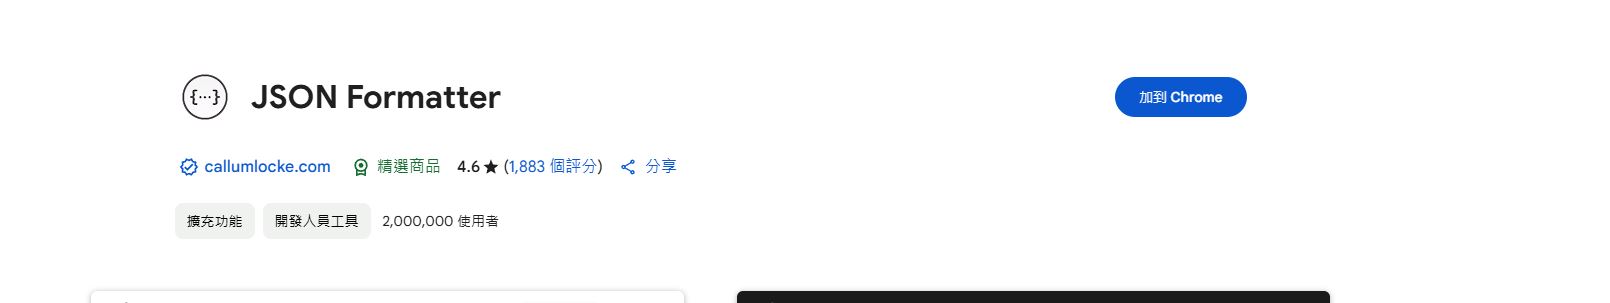 {···} JSON Formatter
加到 Chrome
callumlocke.com 精選商品 4.6 ★ (1,883 個評分) 分享
擴充功能 開發人員工具 2,000,000 使用者